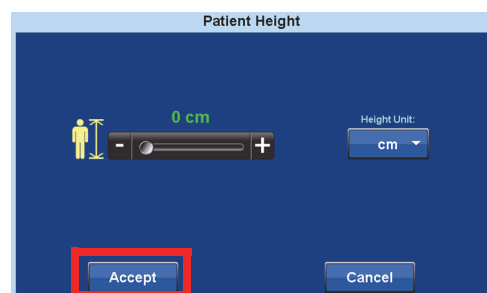 Patient Height
0 cm
Height Unit:
- +
cm
Accept Cancel